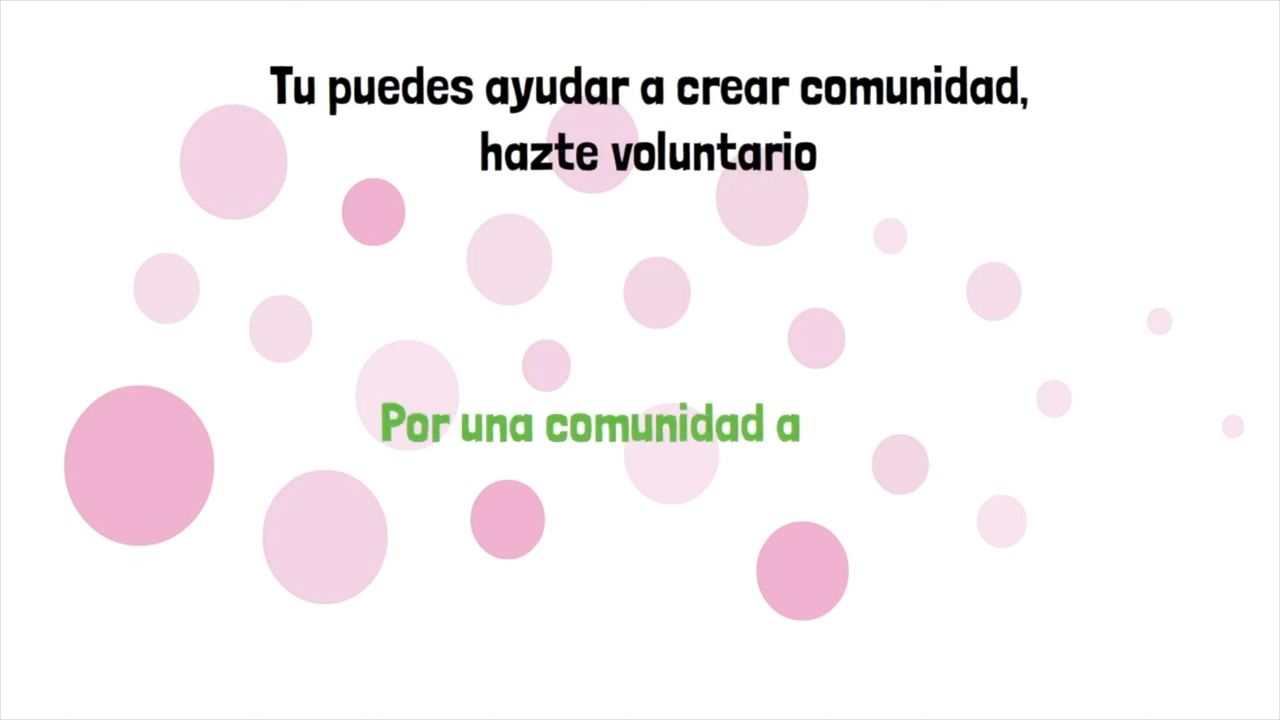 Tu puedes ayudar a crear comunidad,
hazte voluntario
Por una comunidad a